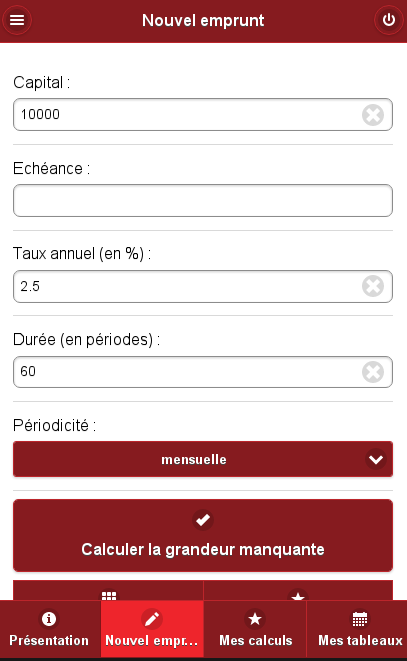 Nouvel emprunt
Capital :
10000
Echéance :
Taux annuel (en %) :
2.5
Durée (en périodes) :
60
Périodicité :
mensuelle
Calculer la grandeur manquante
Présentation
Nouvel empr...
Mes calculs
Mes tableaux